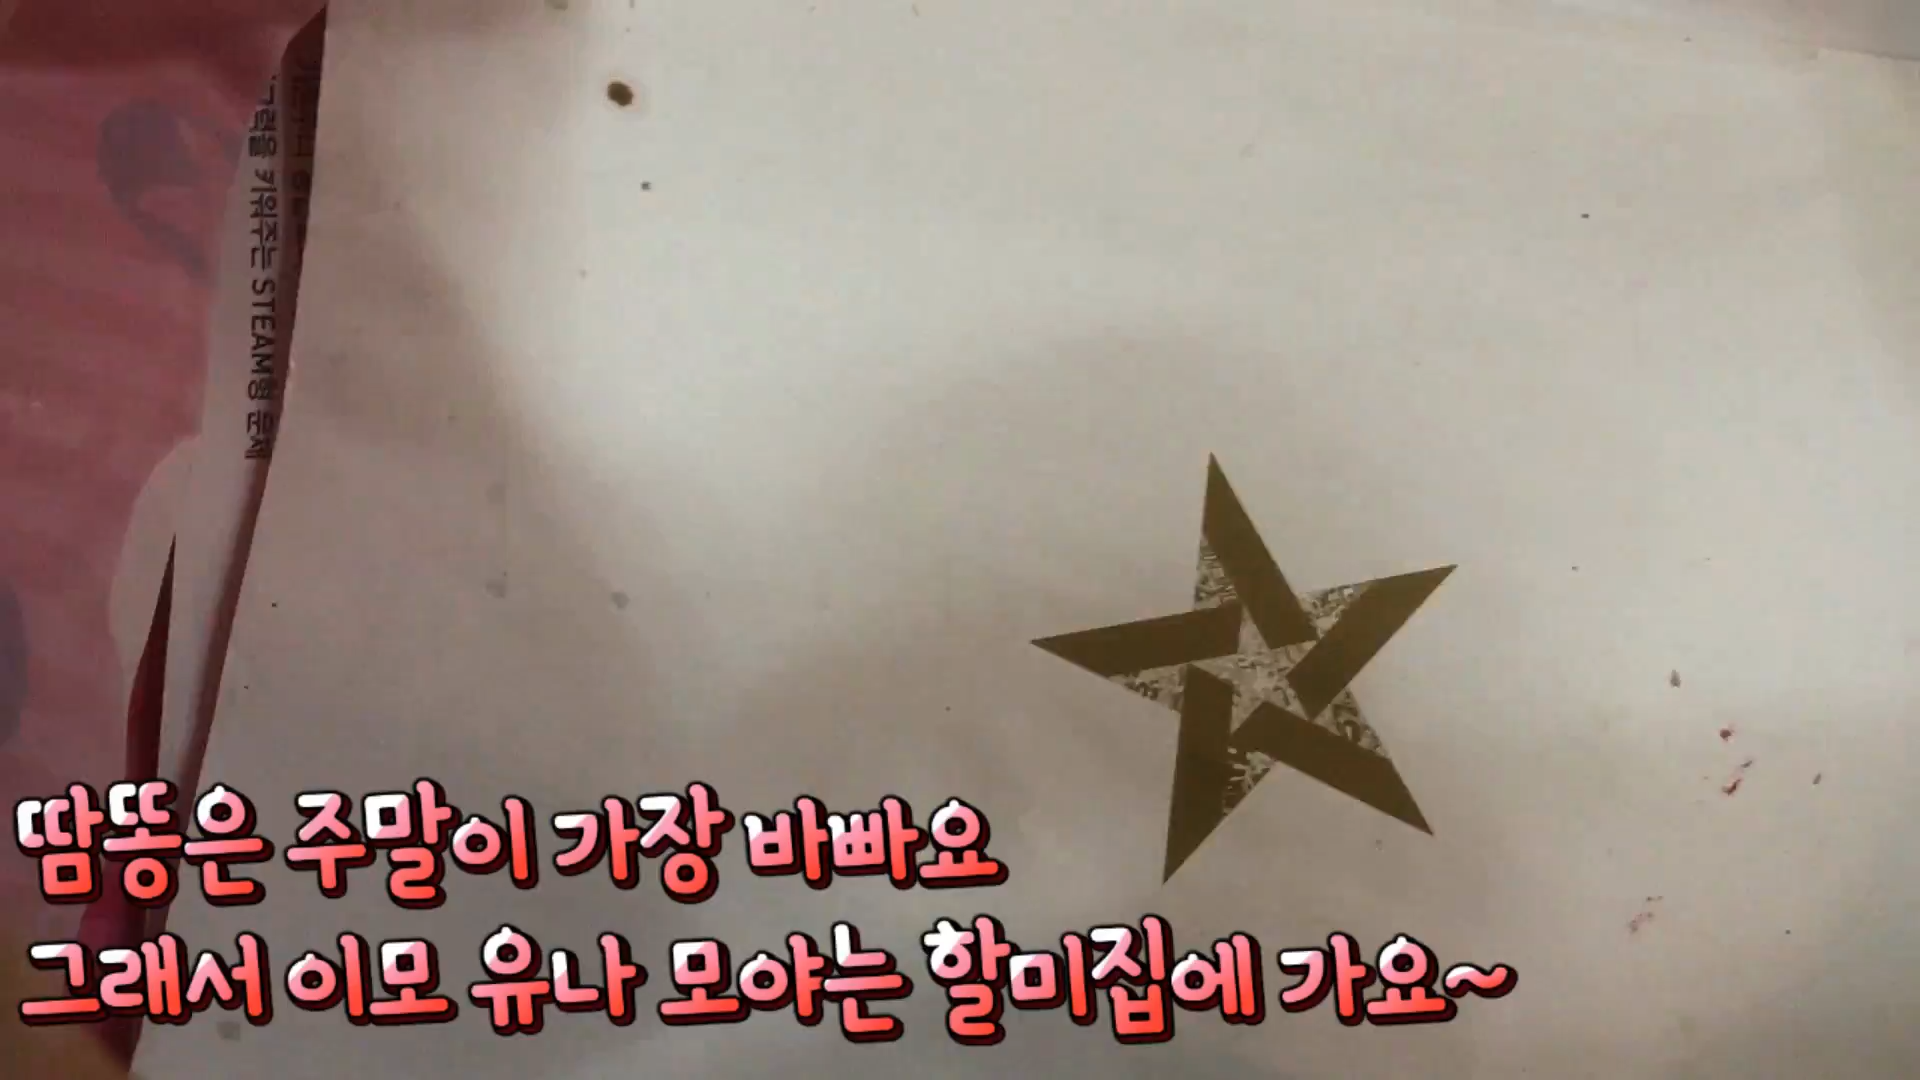 키워주는 STEAM형 문제
땀똥은 주말이 가장 바빠요
그래서 이모 유나 모야는 할미집에 가요~